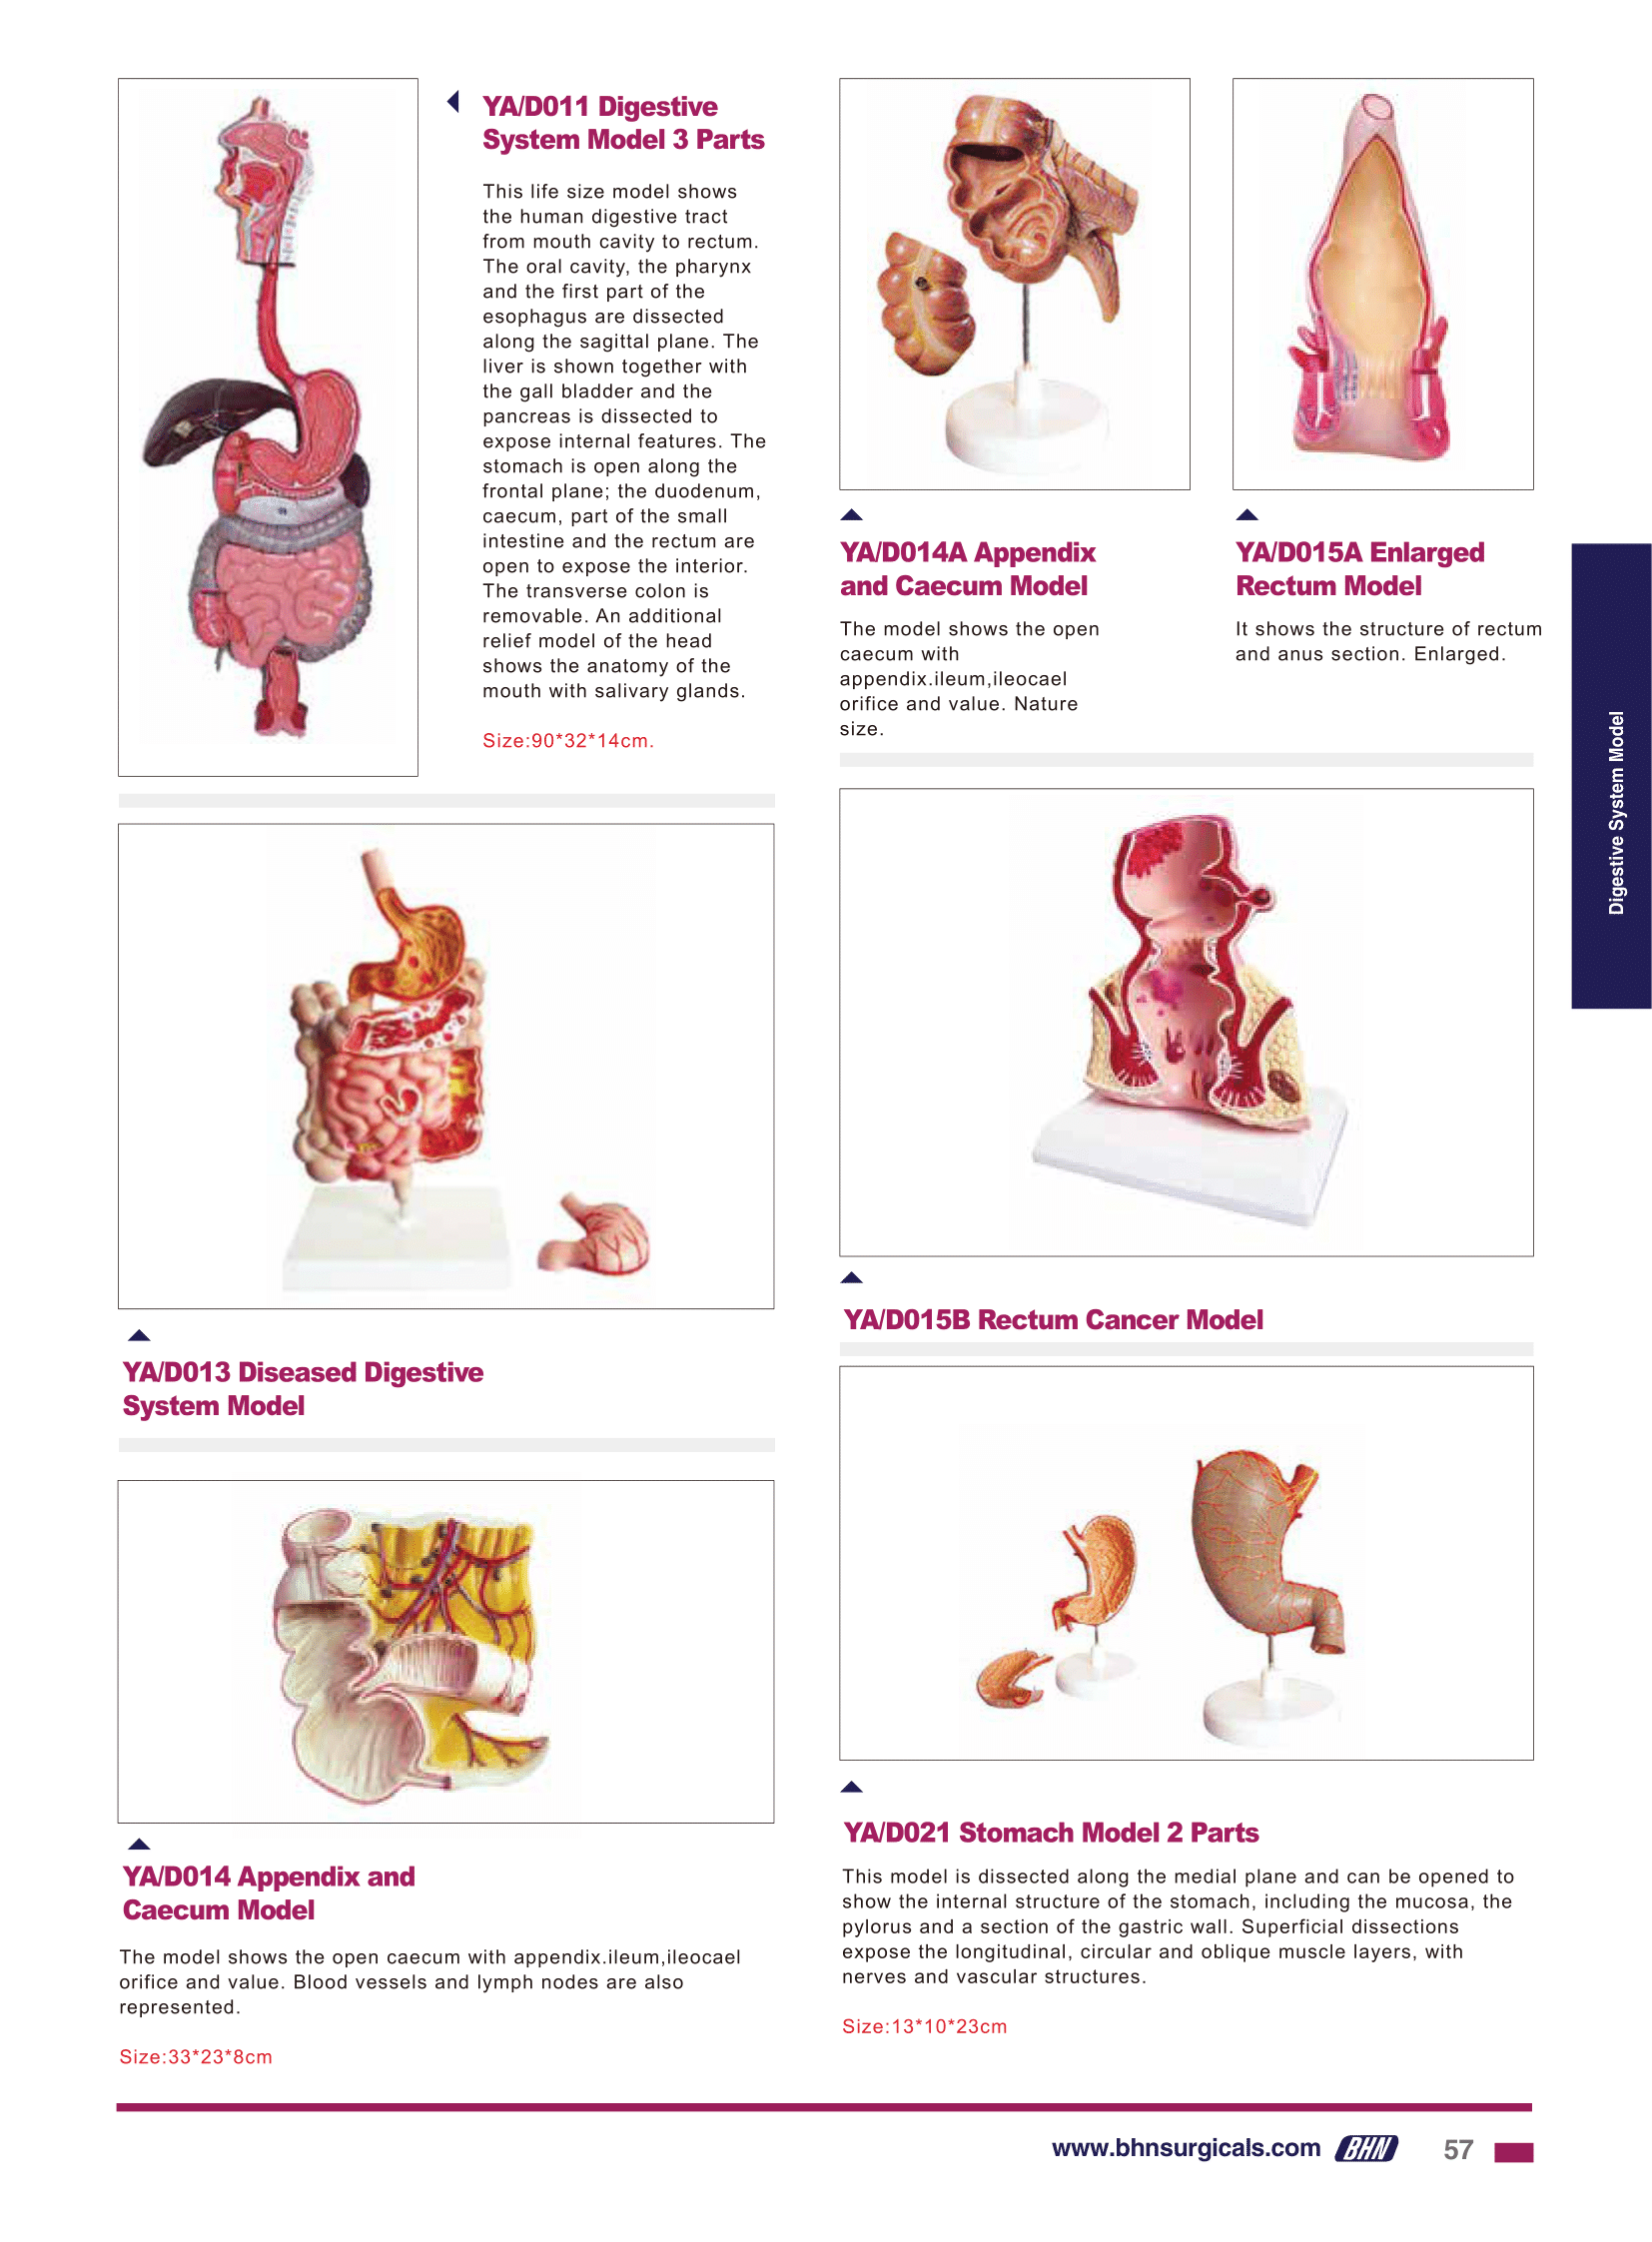 YA/D011 Digestive
System Model 3 Parts
This life size model shows
the human digestive tract
from mouth cavity to rectum.
The oral cavity, the pharynx
and the first part of the
esophagus are dissected
along the sagittal plane. The
liver is shown together with
the gall bladder and the
pancreas is dissected to
expose internal features. The
stomach is open along the
frontal plane; the duodenum,
caecum, part of the small
intestine and the rectum are
open to expose the interior.
The transverse colon is
removable. An additional
relief model of the head
shows the anatomy of the
mouth with salivary glands.
Size:90*32*14cm.
YA/D013 Diseased Digestive
System Model
YA/D014 Appendix and
Caecum Model
The model shows the open caecum with appendix.ileum,ileocael
orifice and value. Blood vessels and lymph nodes are also
represented.
Size:33*23*8cm
YA/D014A Appendix
and Caecum Model
The model shows the open
caecum with
appendix.ileum,ileocael
orifice and value. Nature
size.
YA/D015A Enlarged
Rectum Model
It shows the structure of rectum
and anus section. Enlarged.
YA/D015B Rectum Cancer Model
YA/D021 Stomach Model 2 Parts
This model is dissected along the medial plane and can be opened to
show the internal structure of the stomach, including the mucosa, the
pylorus and a section of the gastric wall. Superficial dissections
expose the longitudinal, circular and oblique muscle layers, with
nerves and vascular structures.
Size:13*10*23cm
Digestive System Model
www.bhnsurgicals.com BHN 57